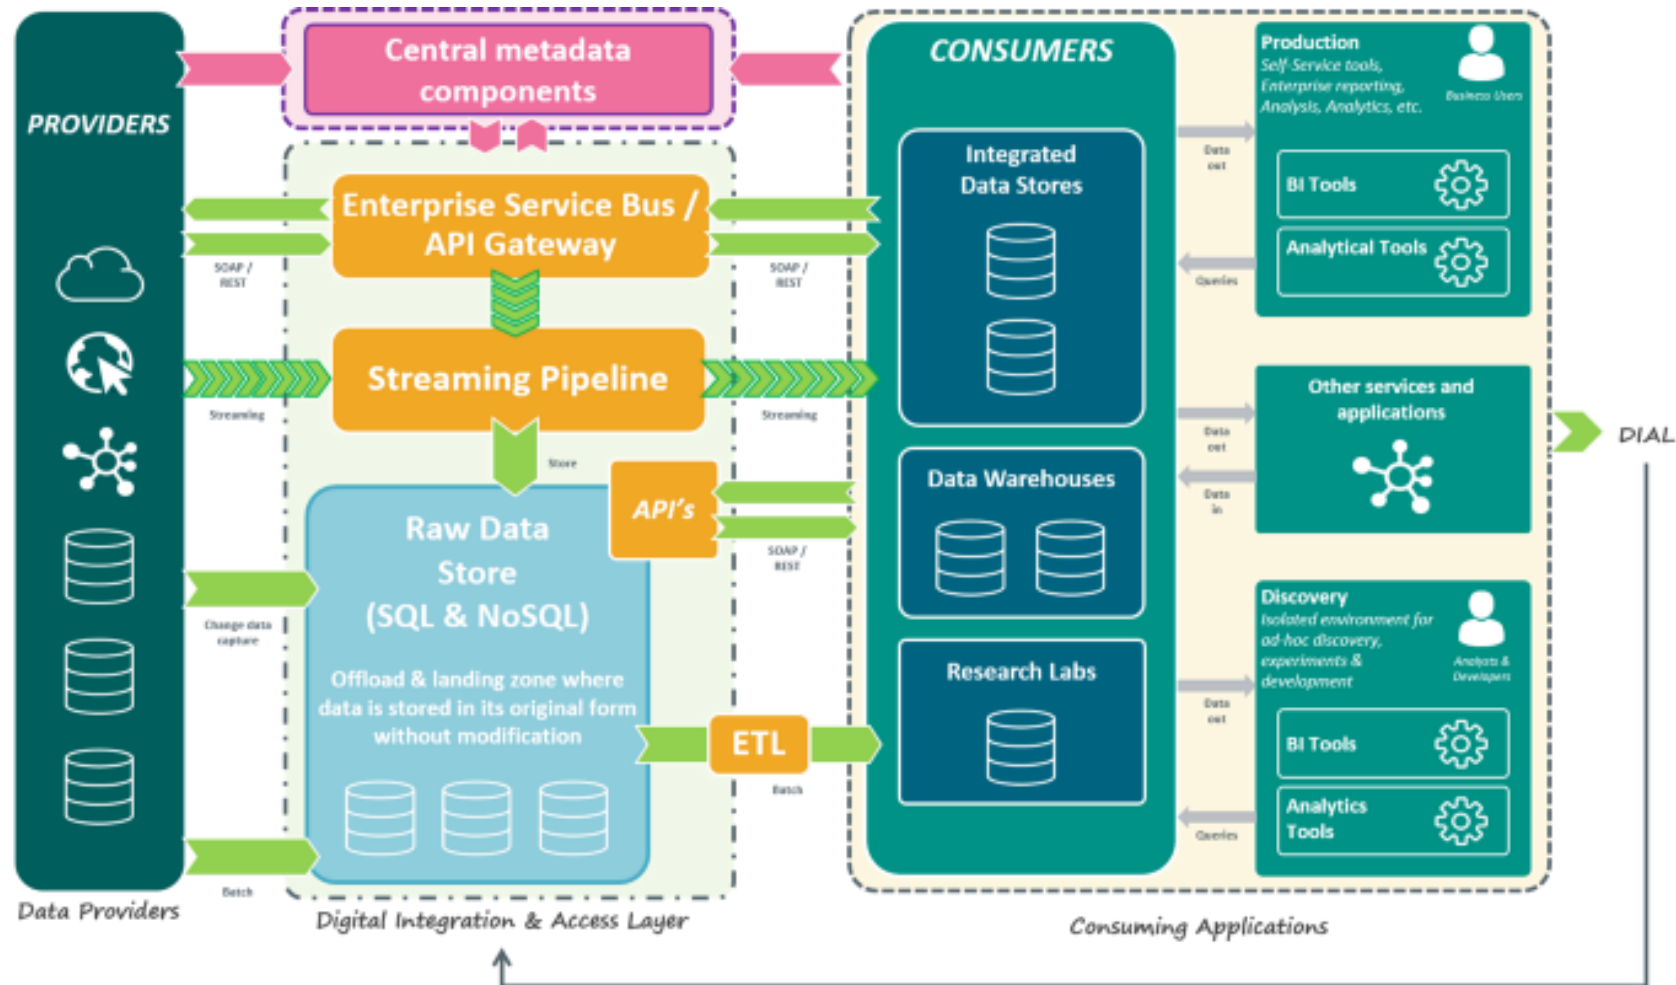 PROVIDERS
Data Providers
Central metadata
components
Enterprise Service Bus /
API Gateway
SOAP /
REST
SOAP /
REST
Streaming Pipeline
Streaming
Streaming
Store
Raw Data
Store
(SQL & NoSQL)
Offload & landing zone where
data is stored in its original form
without modification
API's
SOAP /
REST
Change data
capture
ETL
Batch
Batch
Digital Integration & Access Layer
CONSUMERS
Integrated
Data Stores
Data Warehouses
Research Labs
Data
out
Queries
Data
out
Data
in
Data
out
Queries
Production
Self-Service tools,
Enterprise reporting,
Analysis, Analytics, etc.
Business Users
BI Tools
Analytical Tools
Other services and
applications
Discovery
Isolated environment for
ad-hoc discovery,
experiments &
development
Analysts &
Developers
BI Tools
Analytics
Tools
Consuming Applications
DIAL